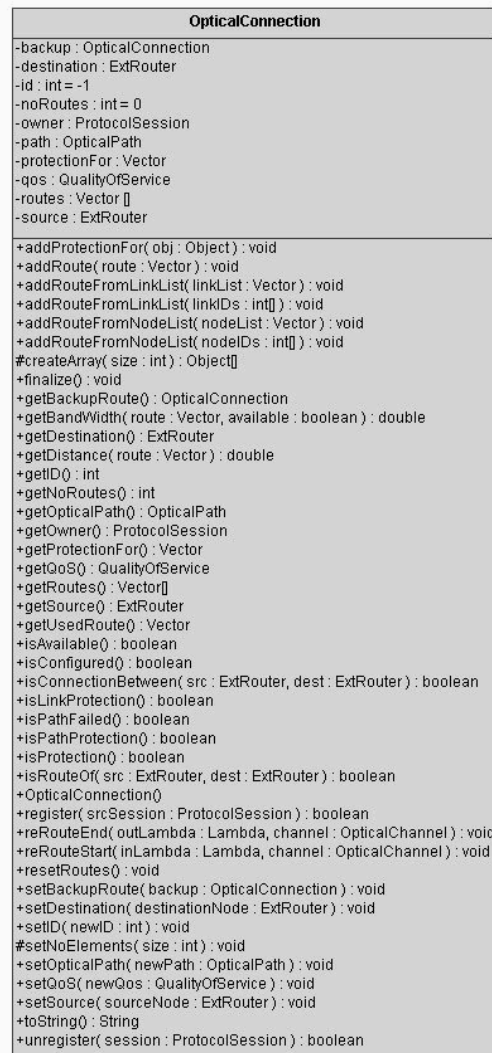 OpticalConnection
-backup : OpticalConnection
-destination : ExtRouter
-id : int = -1
-noRoutes : int = 0
-owner : ProtocolSession
-path : OpticalPath
-protectionFor : Vector
-qos : QualityOfService
-routes : Vector []
-source : ExtRouter
+addProtectionFor( obj : Object ) : void
+addRoute( route : Vector ) : void
+addRouteFromLinkList( linkList : Vector ) : void
+addRouteFromLinkList( linkIDs : int[] ) : void
+addRouteFromNodeList( nodeList : Vector ) : void
+addRouteFromNodeList( nodeIDs : int[] ) : void
#createArray( size : int ) : Object[]
+finalize() : void
+getBackupRoute() : OpticalConnection
+getBandWidth( route : Vector, available : boolean ) : double
+getDestination() : ExtRouter
+getDistance( route : Vector ) : double
+getID() : int
+getNoRoutes() : int
+getOpticalPath() : OpticalPath
+getOwner() : ProtocolSession
+getProtectionFor() : Vector
+getQoS() : QualityOfService
+getRoutes() : Vector[]
+getSource() : ExtRouter
+getUsedRoute() : Vector
+isAvailable() : boolean
+isConfigured() : boolean
+isConnectionBetween( src : ExtRouter, dest : ExtRouter ) : boolean
+isLinkProtection() : boolean
+isPathFailed() : boolean
+isPathProtection() : boolean
+isProtection() : boolean
+isRouteOf( src : ExtRouter, dest : ExtRouter ) : boolean
+OpticalConnection()
+register( srcSession : ProtocolSession ) : boolean
+reRouteEnd( outLambda : Lambda, channel : OpticalChannel ) : void
+reRouteStart( inLambda : Lambda, channel : OpticalChannel ) : void
+resetRoutes() : void
+setBackupRoute( backup : OpticalConnection ) : void
+setDestination( destinationNode : ExtRouter ) : void
+setID( newID : int ) : void
#setNoElements( size : int ) : void
+setOpticalPath( newPath : OpticalPath ) : void
+setQoS( newQos : QualityOfService ) : void
+setSource( sourceNode : ExtRouter ) : void
+toString() : String
+unregister( session : ProtocolSession ) : boolean